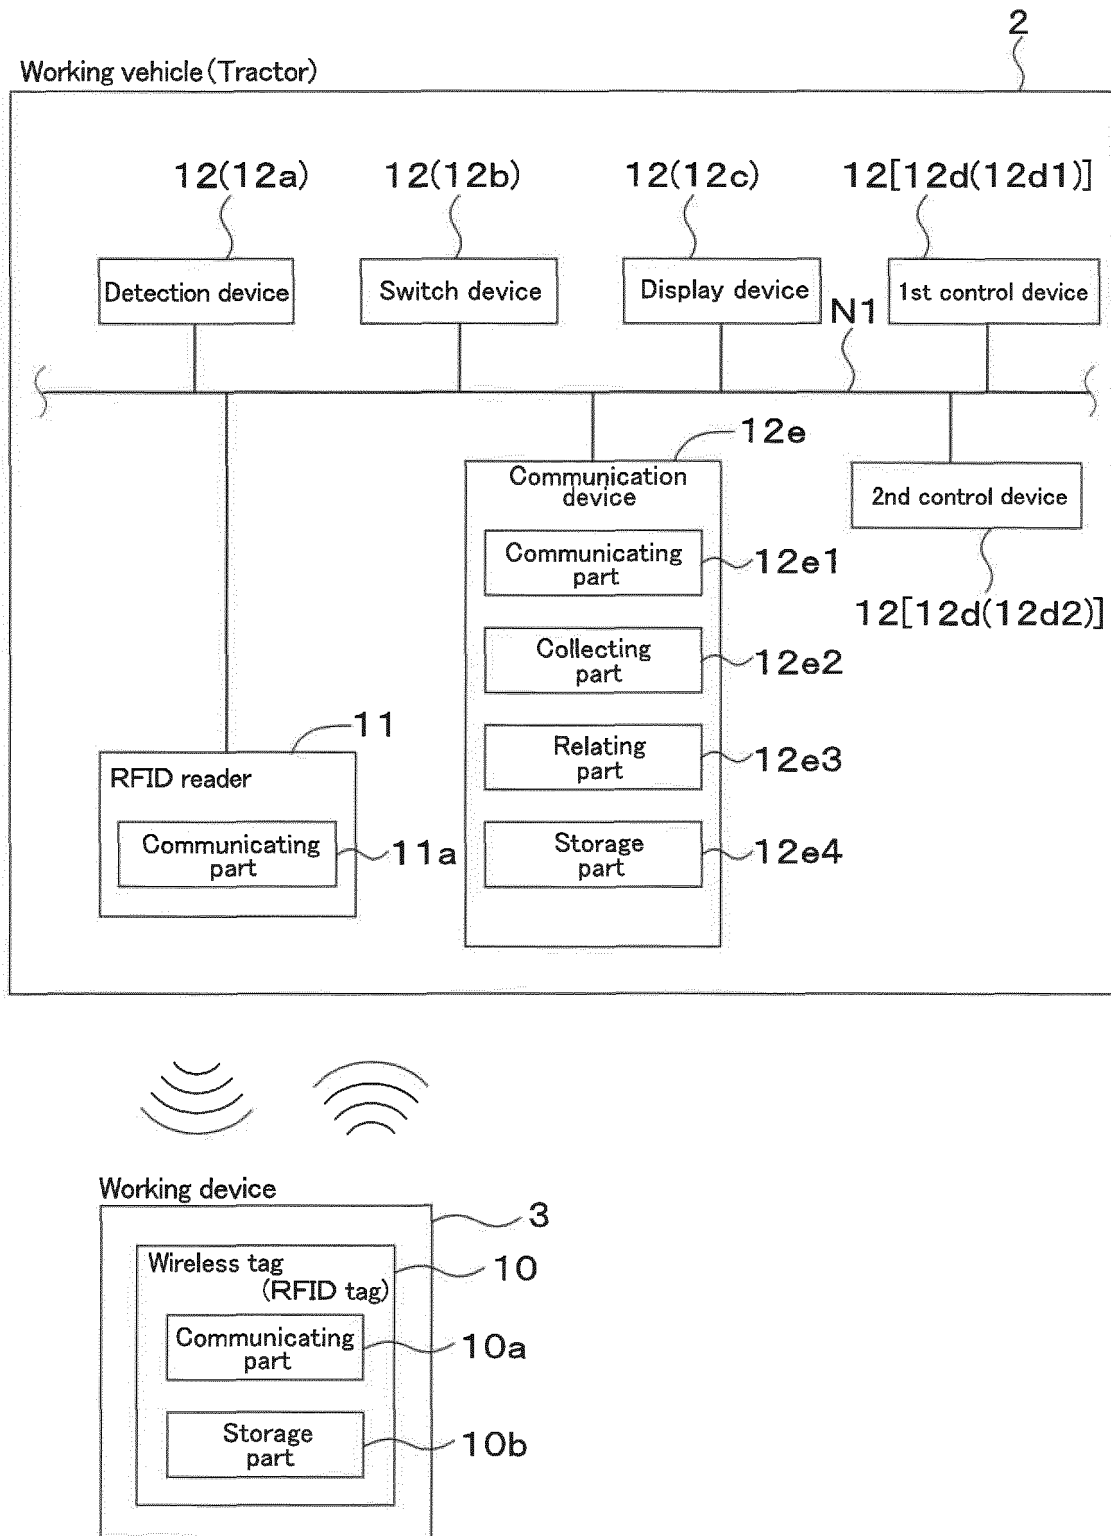 2
Working vehicle(Tractor)
12(12a)
12(12b)
12(12c)
12[12d(12d1)]
Detection device
Switch device
Display device
1st control device
N1
12e
Communication
device
2nd control device
Communicating
part
12e1
12[12d(12d2)]
Collecting
part
12e2
11
RFID reader
Relating
part
12e3
Communicating
part
11a
Storage
part
12e4
Working device
3
Wireless tag
(RFID tag)
10
Communicating
part
10a
Storage
part
10b